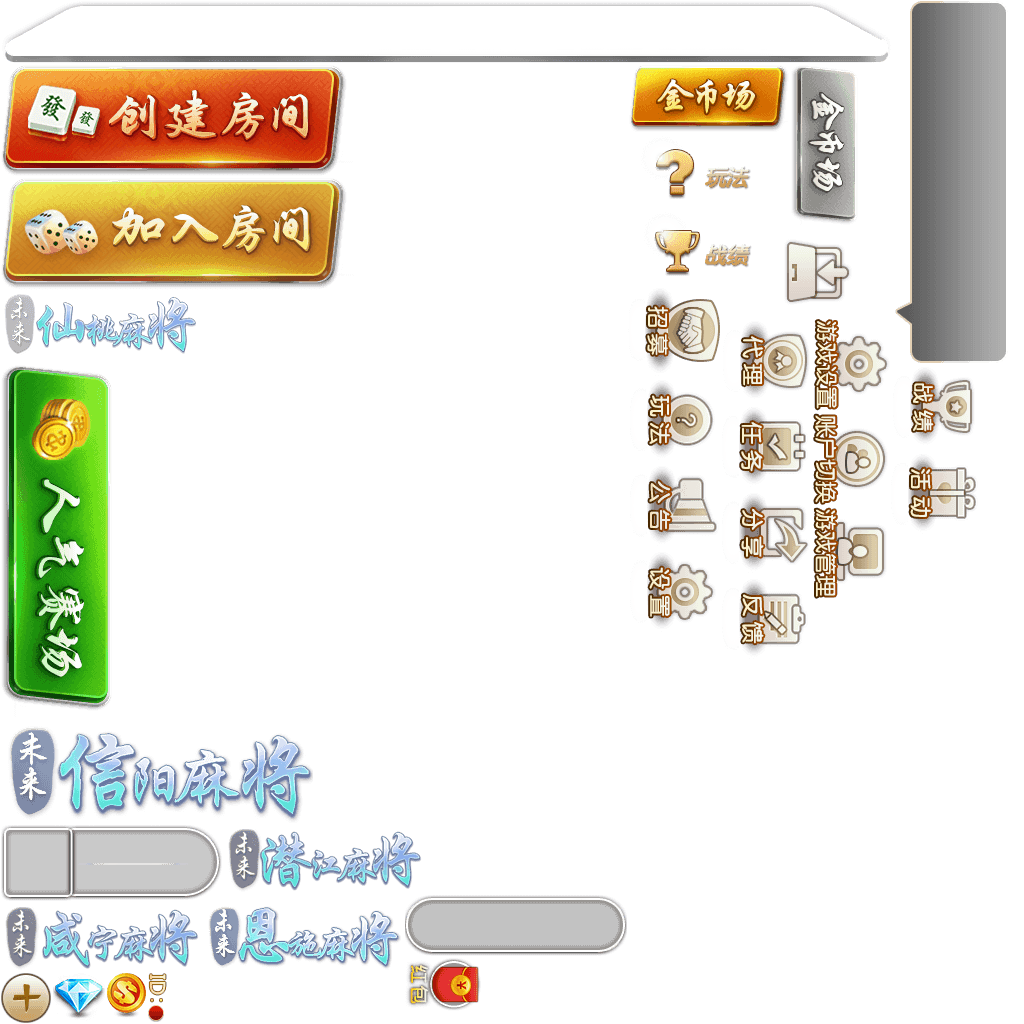 發 發 创建房间
金币场
金币场
玩法
加入房间
战绩
未来 仙桃麻将
招募
代理
游戏设置
战绩
玩法
任务
账户切换
活动
人气赛场
公告
分享
游戏管理
设置
反馈
未来 信阳麻将
未来 潜江麻将
未来 咸宁麻将
未来 恩施麻将
红包
ID: